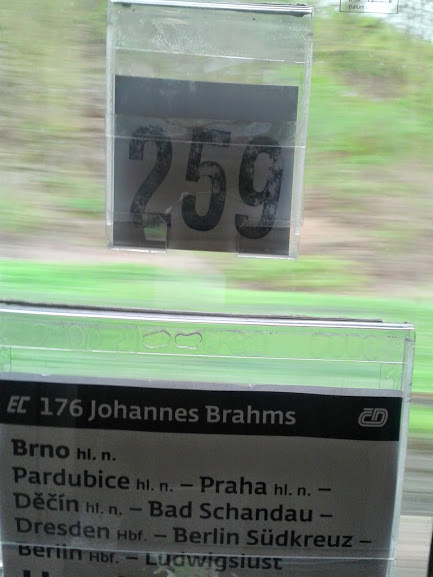 259
EC 176 Johannes Brahms ČD
Brno hl. n.
Pardubice hl. n. – Praha hl. n. –
Děčín hl. n. – Bad Schandau –
Dresden Hbf. – Berlin Südkreuz –
Berlin Hbf. – Ludwigslust